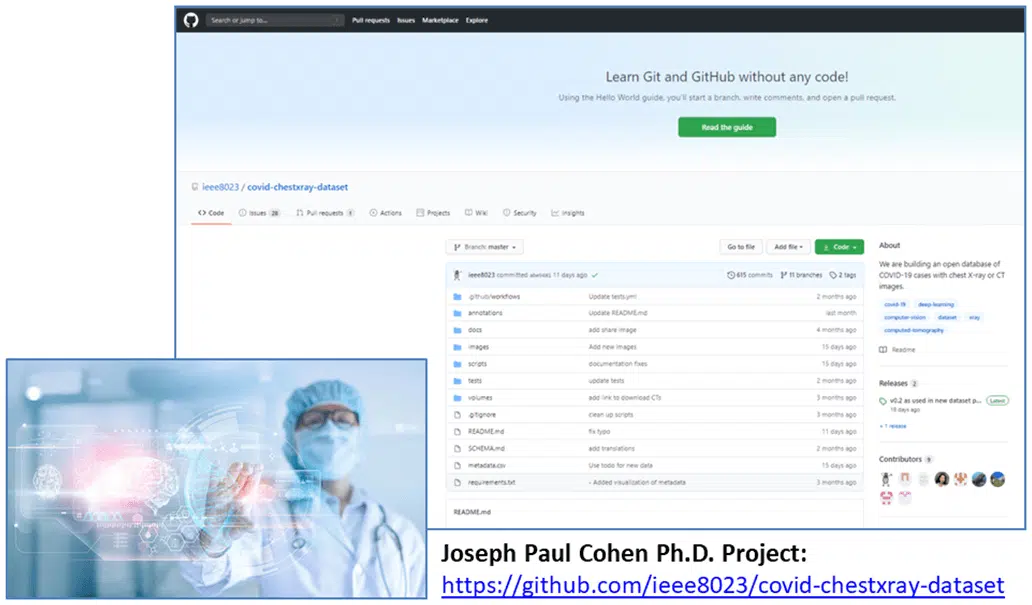 Search or jump to...
Pull requests Issues Marketplace Explore
Learn Git and GitHub without any code!
Using the Hello World guide, you'll start a branch, write comments, and open a pull request.
Read the guide
ieee8023 / covid-chestxray-dataset
Code Issues 28 Pull requests 1 Actions Projects Wiki Security Insights
Branch: master Go to file Add file Code
ieee8023 committed 11 days ago 615 commits 11 branches 2 tags
.github/workflows Update tests.yml 2 months ago
annotations Update README.md last month
docs add share image 4 months ago
images Add new images 15 days ago
scripts documentation fixes 15 days ago
tests update tests 2 months ago
volumes add link to download CTs 3 months ago
.gitignore clean up scripts 3 months ago
README.md fix typo 11 days ago
SCHEMA.md add translations 2 months ago
metadata.csv Use todo for new data 15 days ago
requirements.txt - Added visualization of metadata 3 months ago
README.md
About
We are building an open database of
COVID-19 cases with chest X-ray or CT
images.
covid-19 deep-learning
computer-vision dataset xray
computed-tomography
Readme
Releases 2
v0.2 as used in new dataset p... Latest
18 days ago
+ 1 release
Contributors 9
Joseph Paul Cohen Ph.D. Project:
https://github.com/ieee8023/covid-chestxray-dataset